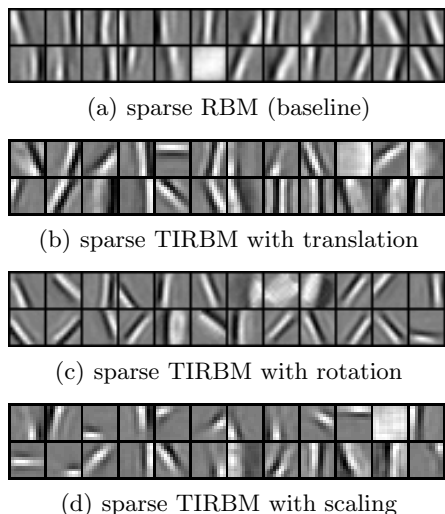 (a) sparse RBM (baseline)
(b) sparse TIRBM with translation
(c) sparse TIRBM with rotation
(d) sparse TIRBM with scaling